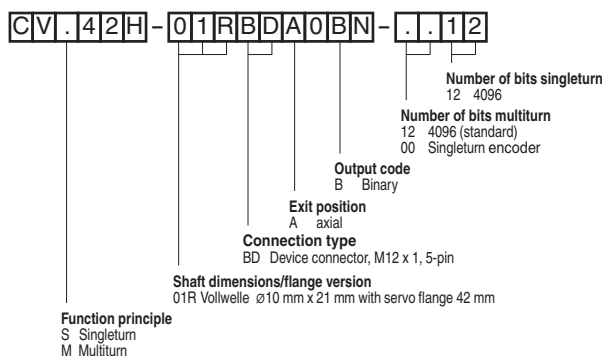 CV.42H-01RBDA0BN-..12
Number of bits singleturn
12 4096
Number of bits multiturn
12 4096 (standard)
00 Singleturn encoder
Output code
B Binary
Exit position
A axial
Connection type
BD Device connector, M12 x 1, 5-pin
Shaft dimensions/flange version
01R Vollwelle ⌀10 mm x 21 mm with servo flange 42 mm
Function principle
S Singleturn
M Multiturn